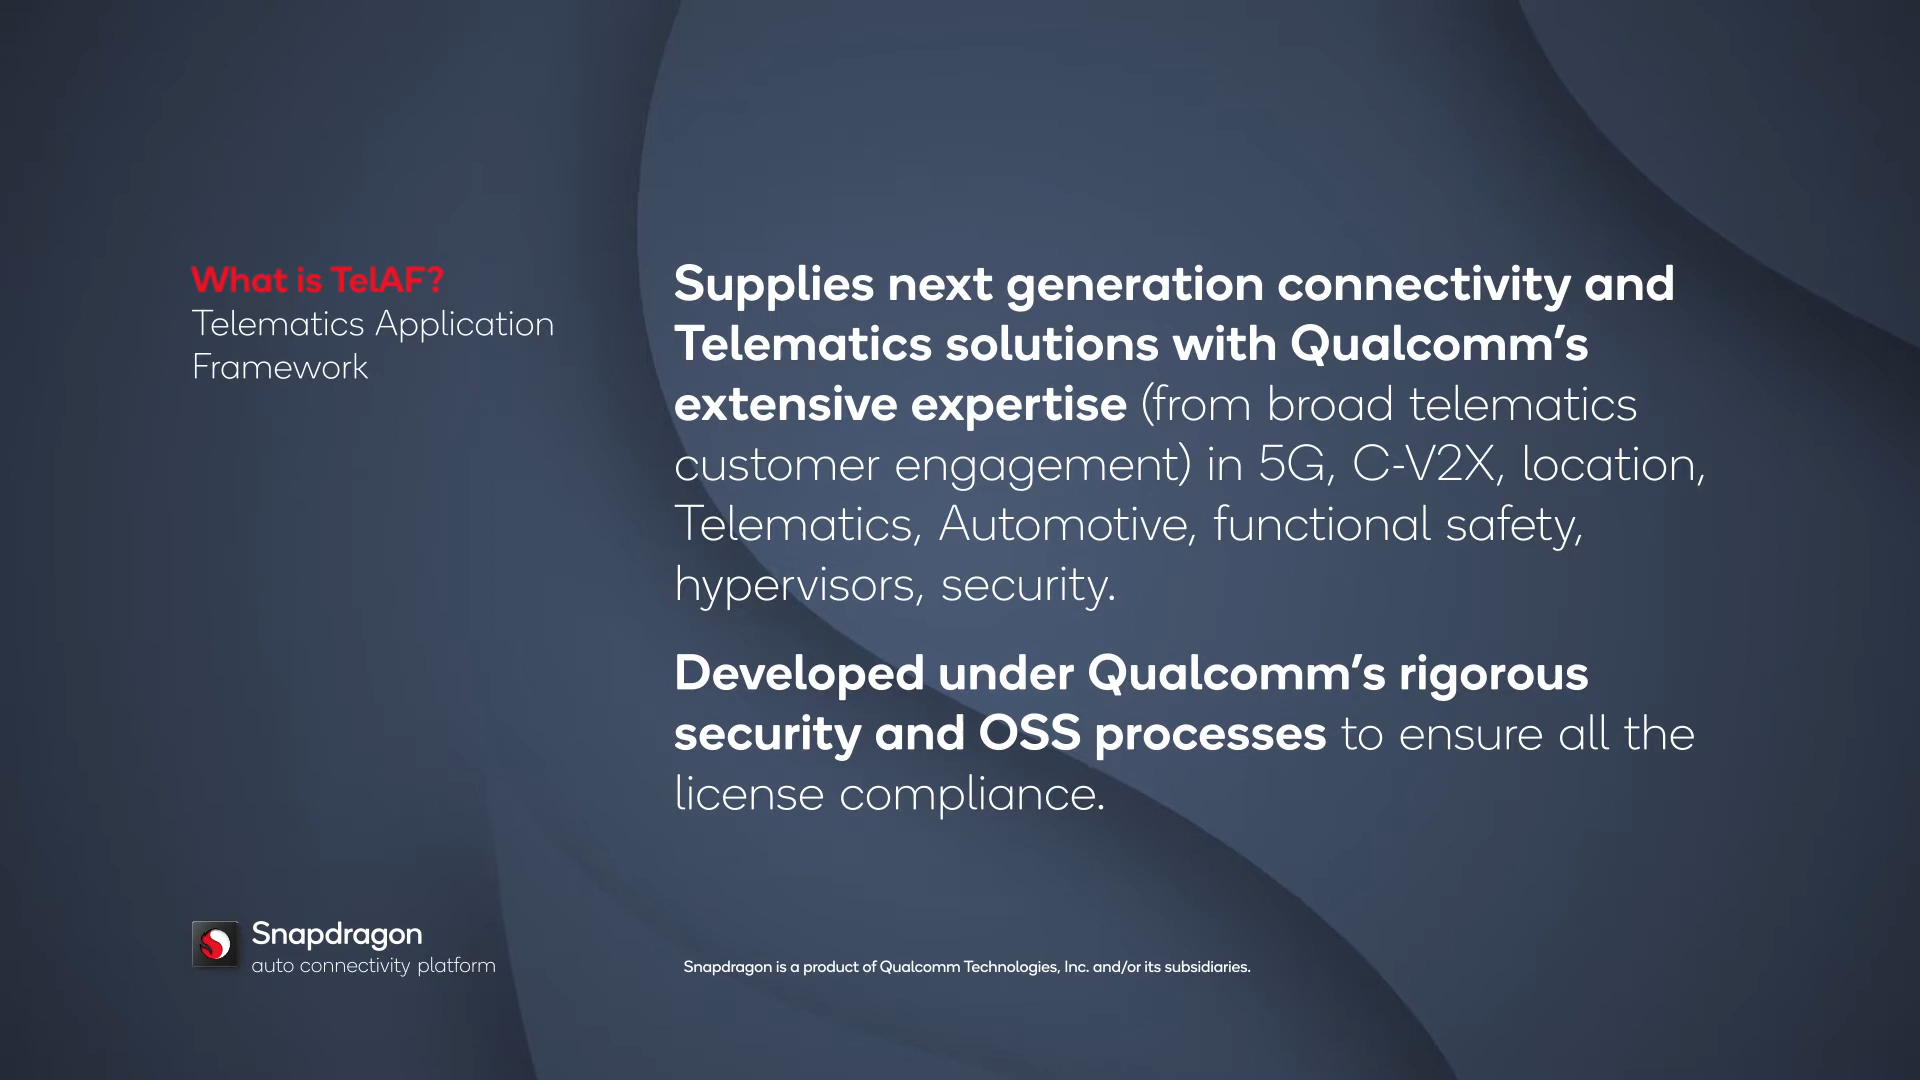 What is TelAF?
Telematics Application
Framework
Supplies next generation connectivity and
Telematics solutions with Qualcomm’s
extensive expertise (from broad telematics
customer engagement) in 5G, C-V2X, location,
Telematics, Automotive, functional safety,
hypervisors, security.
Developed under Qualcomm’s rigorous
security and OSS processes to ensure all the
license compliance.
Snapdragon
auto connectivity platform
Snapdragon is a product of Qualcomm Technologies, Inc. and/or its subsidiaries.